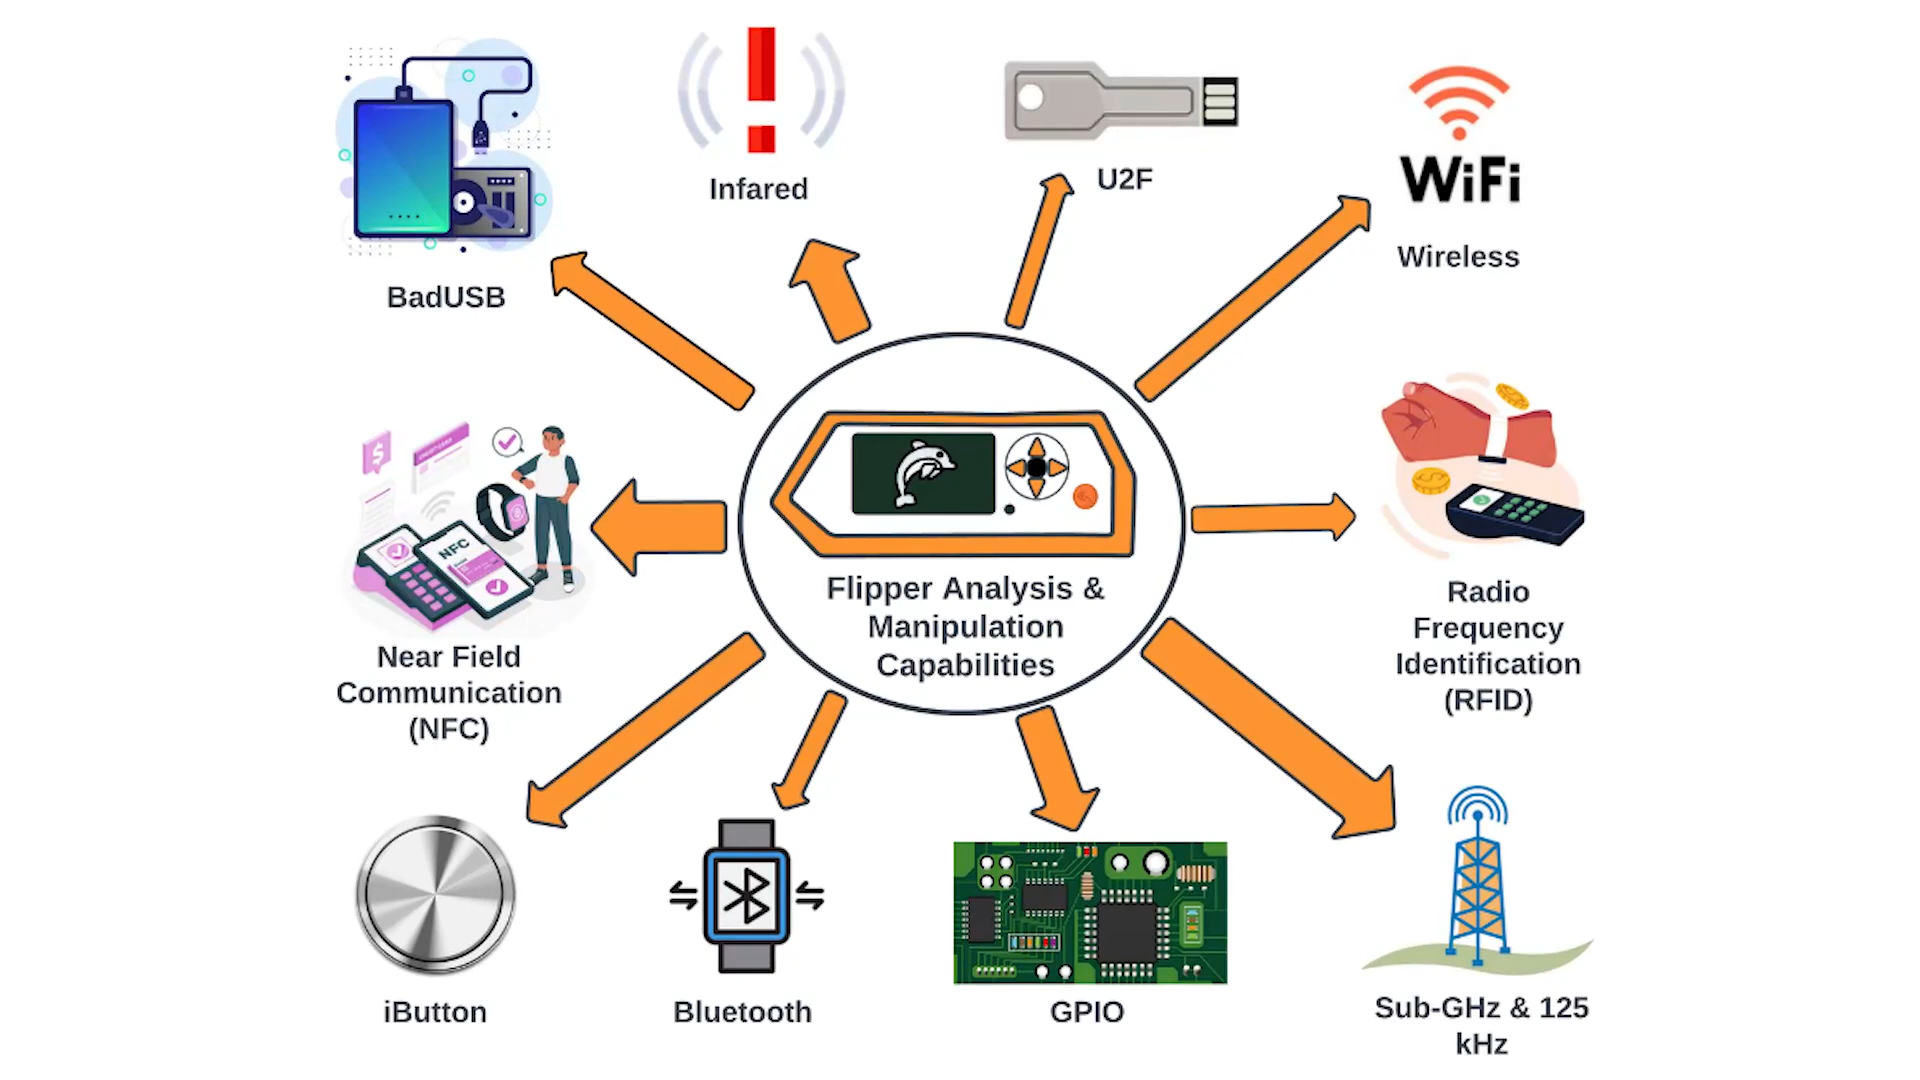 Infared
U2F
WiFi
Wireless
BadUSB
NFC
Near Field
Communication
(NFC)
Flipper Analysis &
Manipulation
Capabilities
Radio
Frequency
Identification
(RFID)
iButton
Bluetooth
GPIO
Sub-GHz & 125
kHz